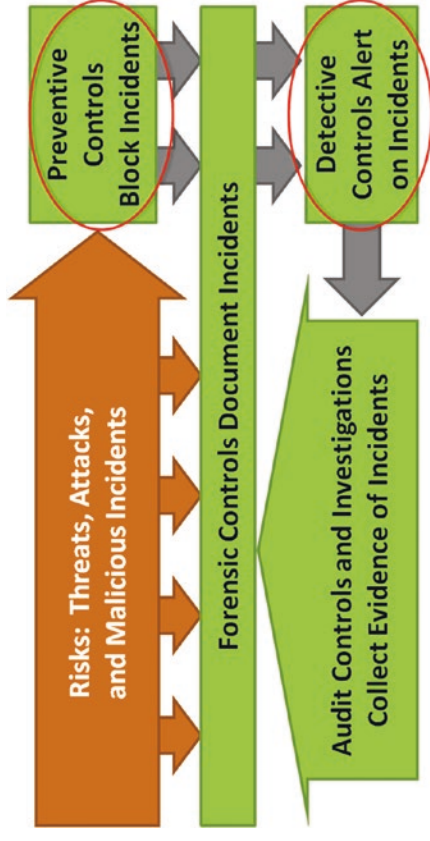 Risks: Threats, Attacks,
and Malicious Incidents
Preventive
Controls
Block Incidents
Forensic Controls Document Incidents
Audit Controls and Investigations
Collect Evidence of Incidents
Detective
Controls Alert
on Incidents